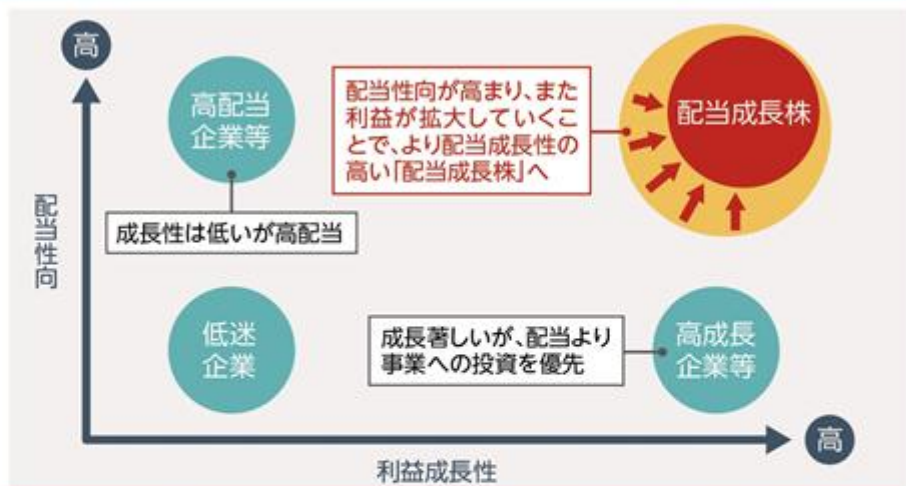 高
高配当
企業等
配当性向が高まり、また
利益が拡大していくこ
とで、より配当成長性の
高い「配当成長株」へ
配当成長株
成長性は低いが高配当
配当性向
低迷
企業
成長著しいが、配当より
事業への投資を優先
高成長
企業等
高
利益成長性